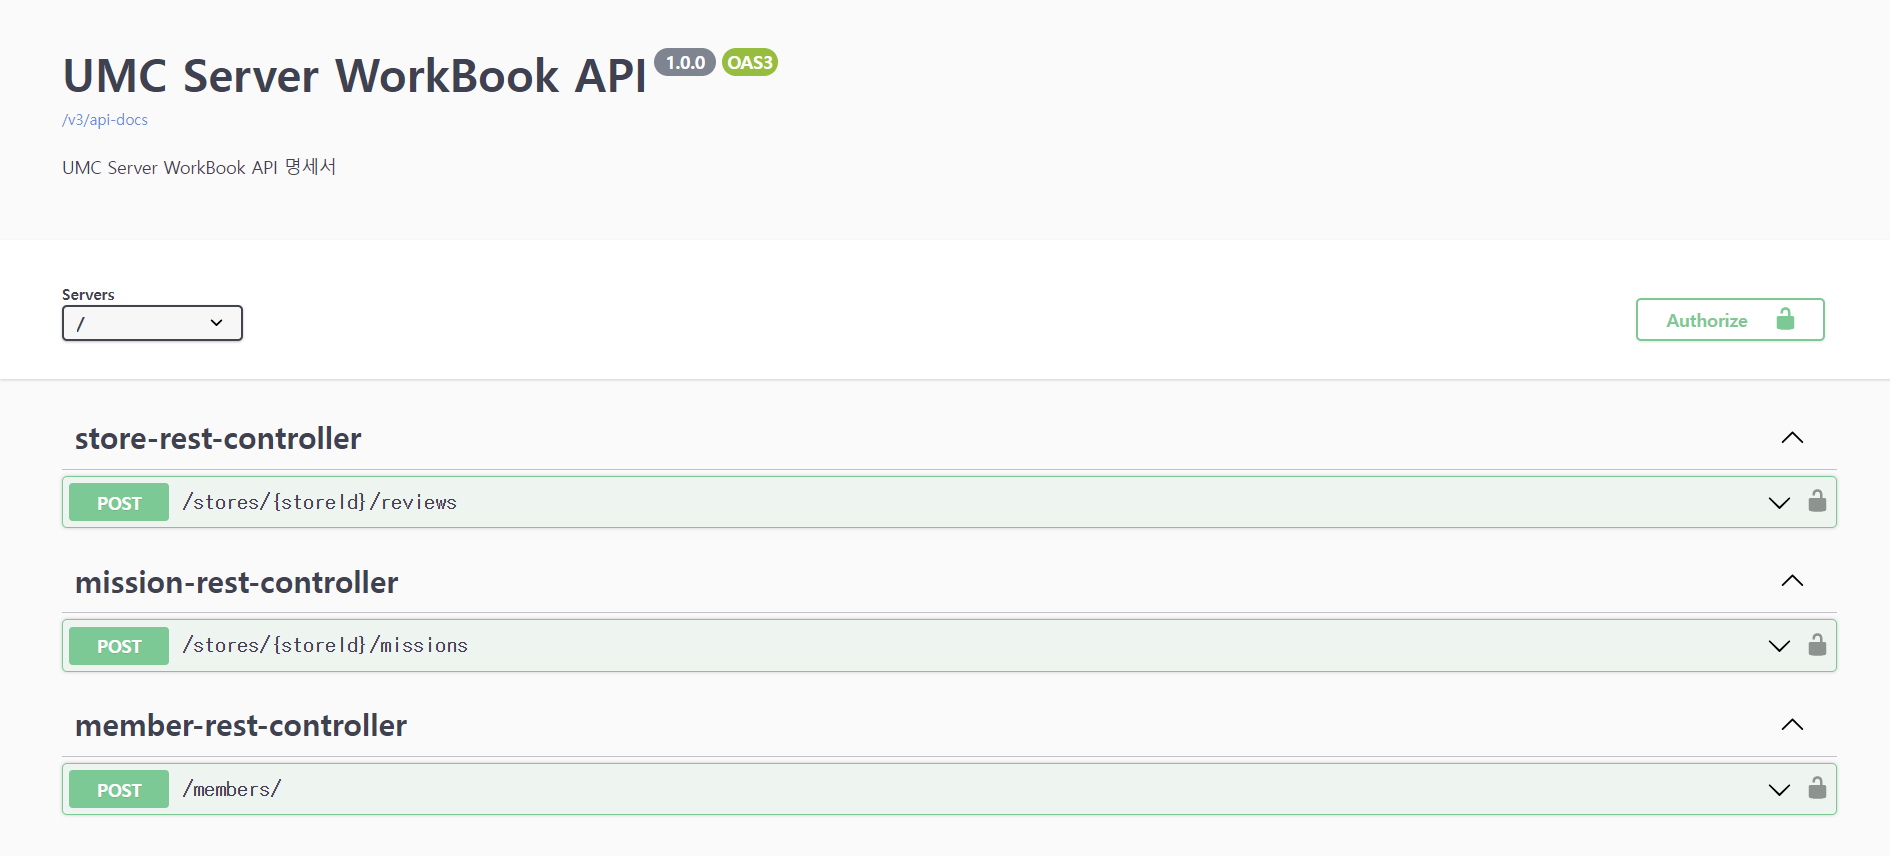 UMC Server WorkBook API 1.0.0 OAS3
/v3/api-docs
UMC Server WorkBook API 명세서
Servers
/
Authorize
store-rest-controller
POST /stores/{storeId}/reviews
mission-rest-controller
POST /stores/{storeId}/missions
member-rest-controller
POST /members/